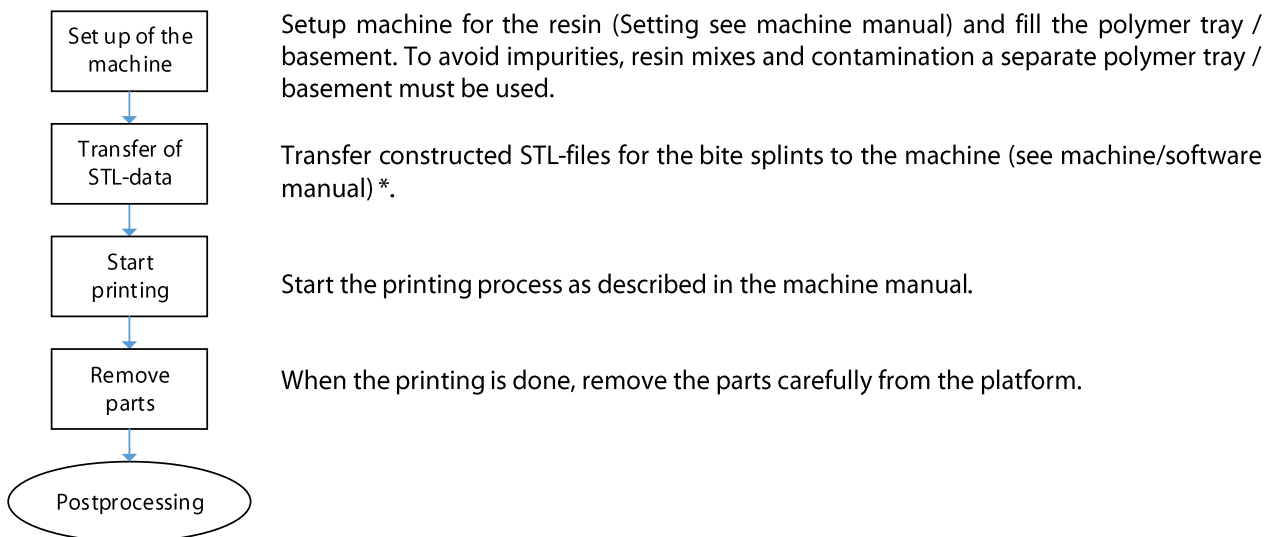 Set up of the
machine
Setup machine for the resin (Setting see machine manual) and fill the polymer tray /
basement. To avoid impurities, resin mixes and contamination a separate polymer tray /
basement must be used.
Transfer of
STL-data
Transfer constructed STL-files for the bite splints to the machine (see machine/software
manual) *.
Start
printing
Start the printing process as described in the machine manual.
Remove
parts
When the printing is done, remove the parts carefully from the platform.
Postprocessing